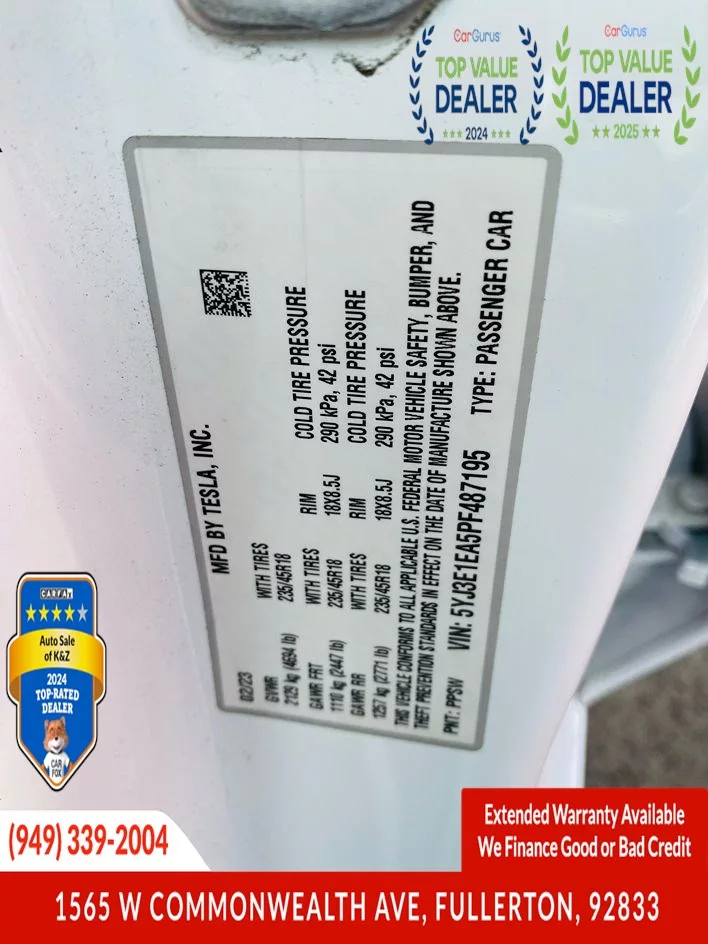 CarGurus
TOP VALUE
DEALER
2024
CarGurus
TOP VALUE
DEALER
2025
MFD BY TESLA, INC.
02/23
GVWR
2129 kg (4694 lb)
WITH TIRES
235/45R18
GAWR FRT WITH TIRES RIM COLD TIRE PRESSURE
1110 kg (2447 lb) 235/45R18 18X8.5J 290 kPa, 42 psi
GAWR RR WITH TIRES RIM COLD TIRE PRESSURE
1257 kg (2771 lb) 235/45R18 18X8.5J 290 kPa, 42 psi
THIS VEHICLE CONFORMS TO ALL APPLICABLE U.S. FEDERAL MOTOR VEHICLE SAFETY, BUMPER, AND
THEFT PREVENTION STANDARDS IN EFFECT ON THE DATE OF MANUFACTURE SHOWN ABOVE.
PNT: PPSW VIN: 5YJ3E1EA5PF487195 TYPE: PASSENGER CAR
CARFAX
Auto Sale
of K&Z
2024
TOP-RATED
DEALER
CAR
FOX
(949) 339-2004
Extended Warranty Available
We Finance Good or Bad Credit
1565 W COMMONWEALTH AVE, FULLERTON, 92833